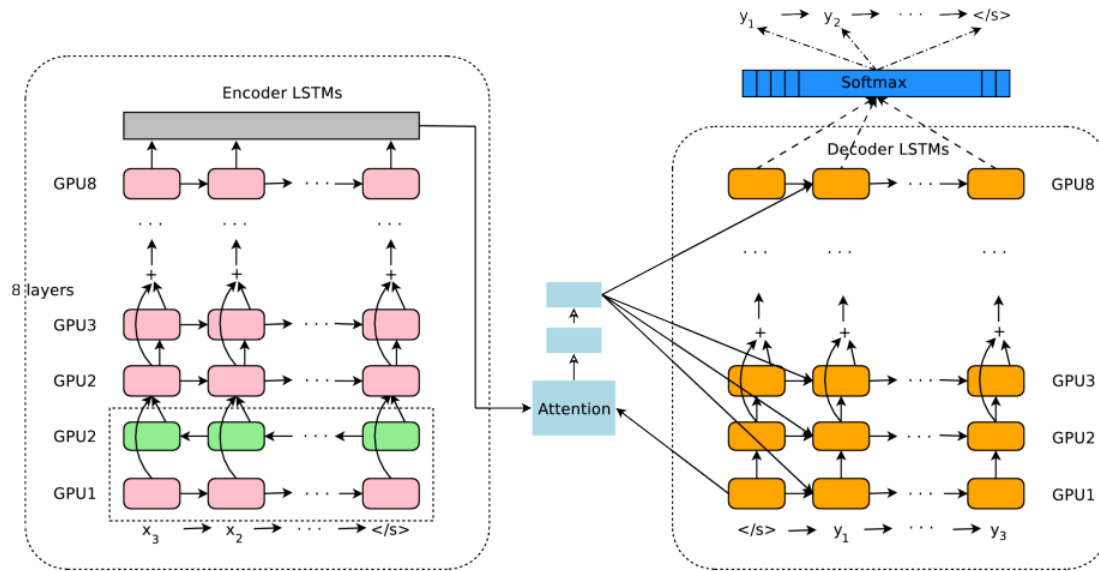 y1 y2 ... </s>
Softmax
Encoder LSTMs
Decoder LSTMs
GPU8 ...
... GPU8
... ... ...
... ... ...
+ + +
8 layers
GPU3 ...
+ + +
GPU2 ...
Attention
... GPU3
GPU2 ...
... GPU2
GPU1 ...
... GPU1
x3 x2 ... </s>
</s> y1 ... y3